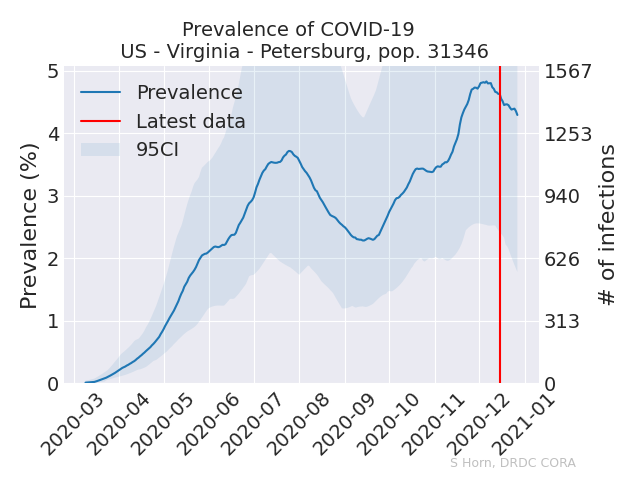 Prevalence of COVID-19
US - Virginia - Petersburg, pop. 31346
Prevalence (%)
5
4
3
2
1
0
Prevalence
Latest data
95CI
1567
1253
940
626
313
0
# of infections
2020-03
2020-04
2020-05
2020-06
2020-07
2020-08
2020-09
2020-10
2020-11
2020-12
2021-01
S Horn, DRDC CORA